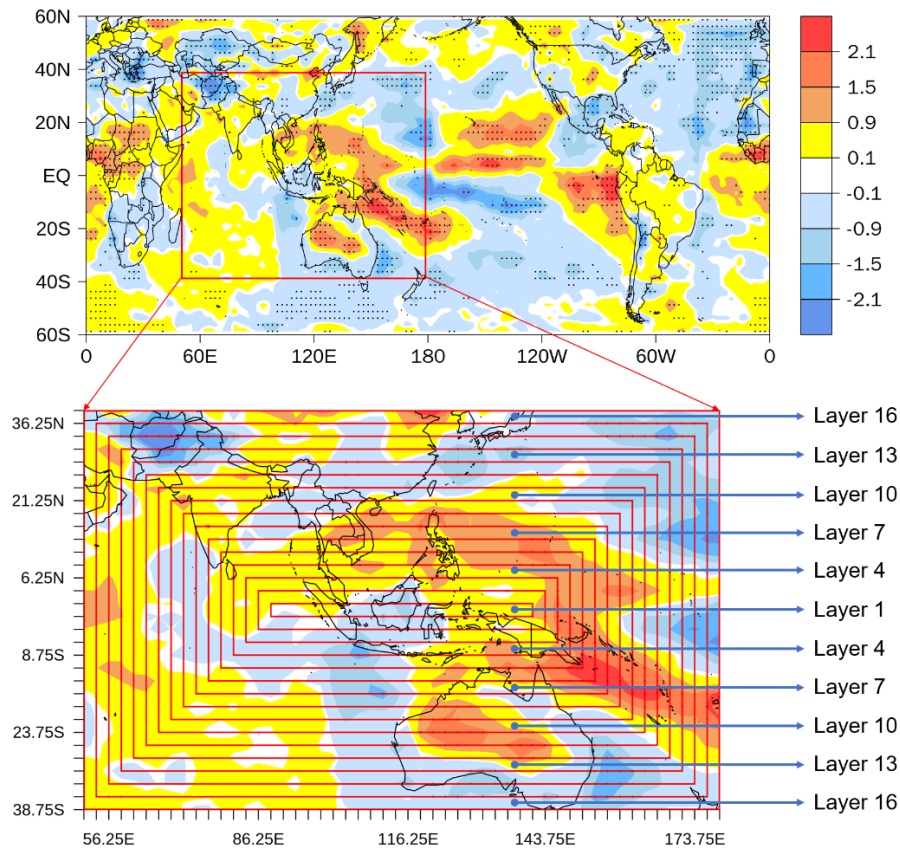 60N
40N
20N
EQ
20S
40S
60S
0 60E 120E 180 120W 60W 0
2.1
1.5
0.9
0.1
-0.1
-0.9
-1.5
-2.1
36.25N
21.25N
6.25N
8.75S
23.75S
38.75S
56.25E 86.25E 116.25E 143.75E 173.75E
Layer 16
Layer 13
Layer 10
Layer 7
Layer 4
Layer 1
Layer 4
Layer 7
Layer 10
Layer 13
Layer 16